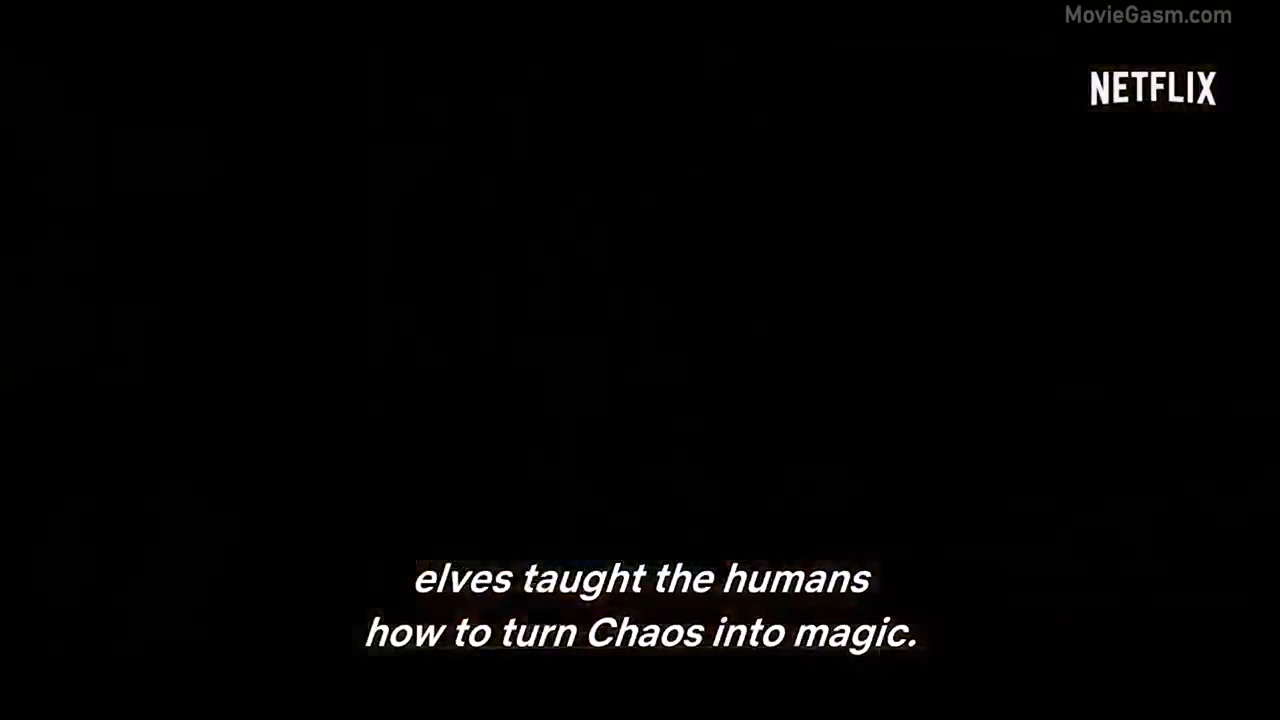 MovieGasm.com
NETFLIX
elves taught the humans
how to turn Chaos into magic.